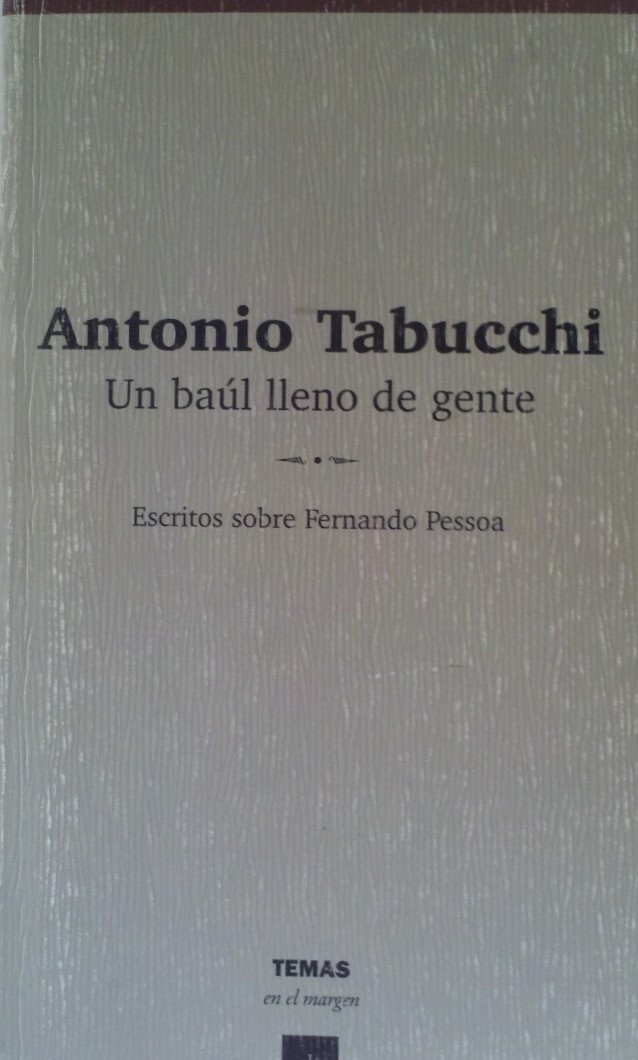 Antonio Tabucchi
Un baúl lleno de gente
Escritos sobre Fernando Pessoa
TEMAS
en el margen